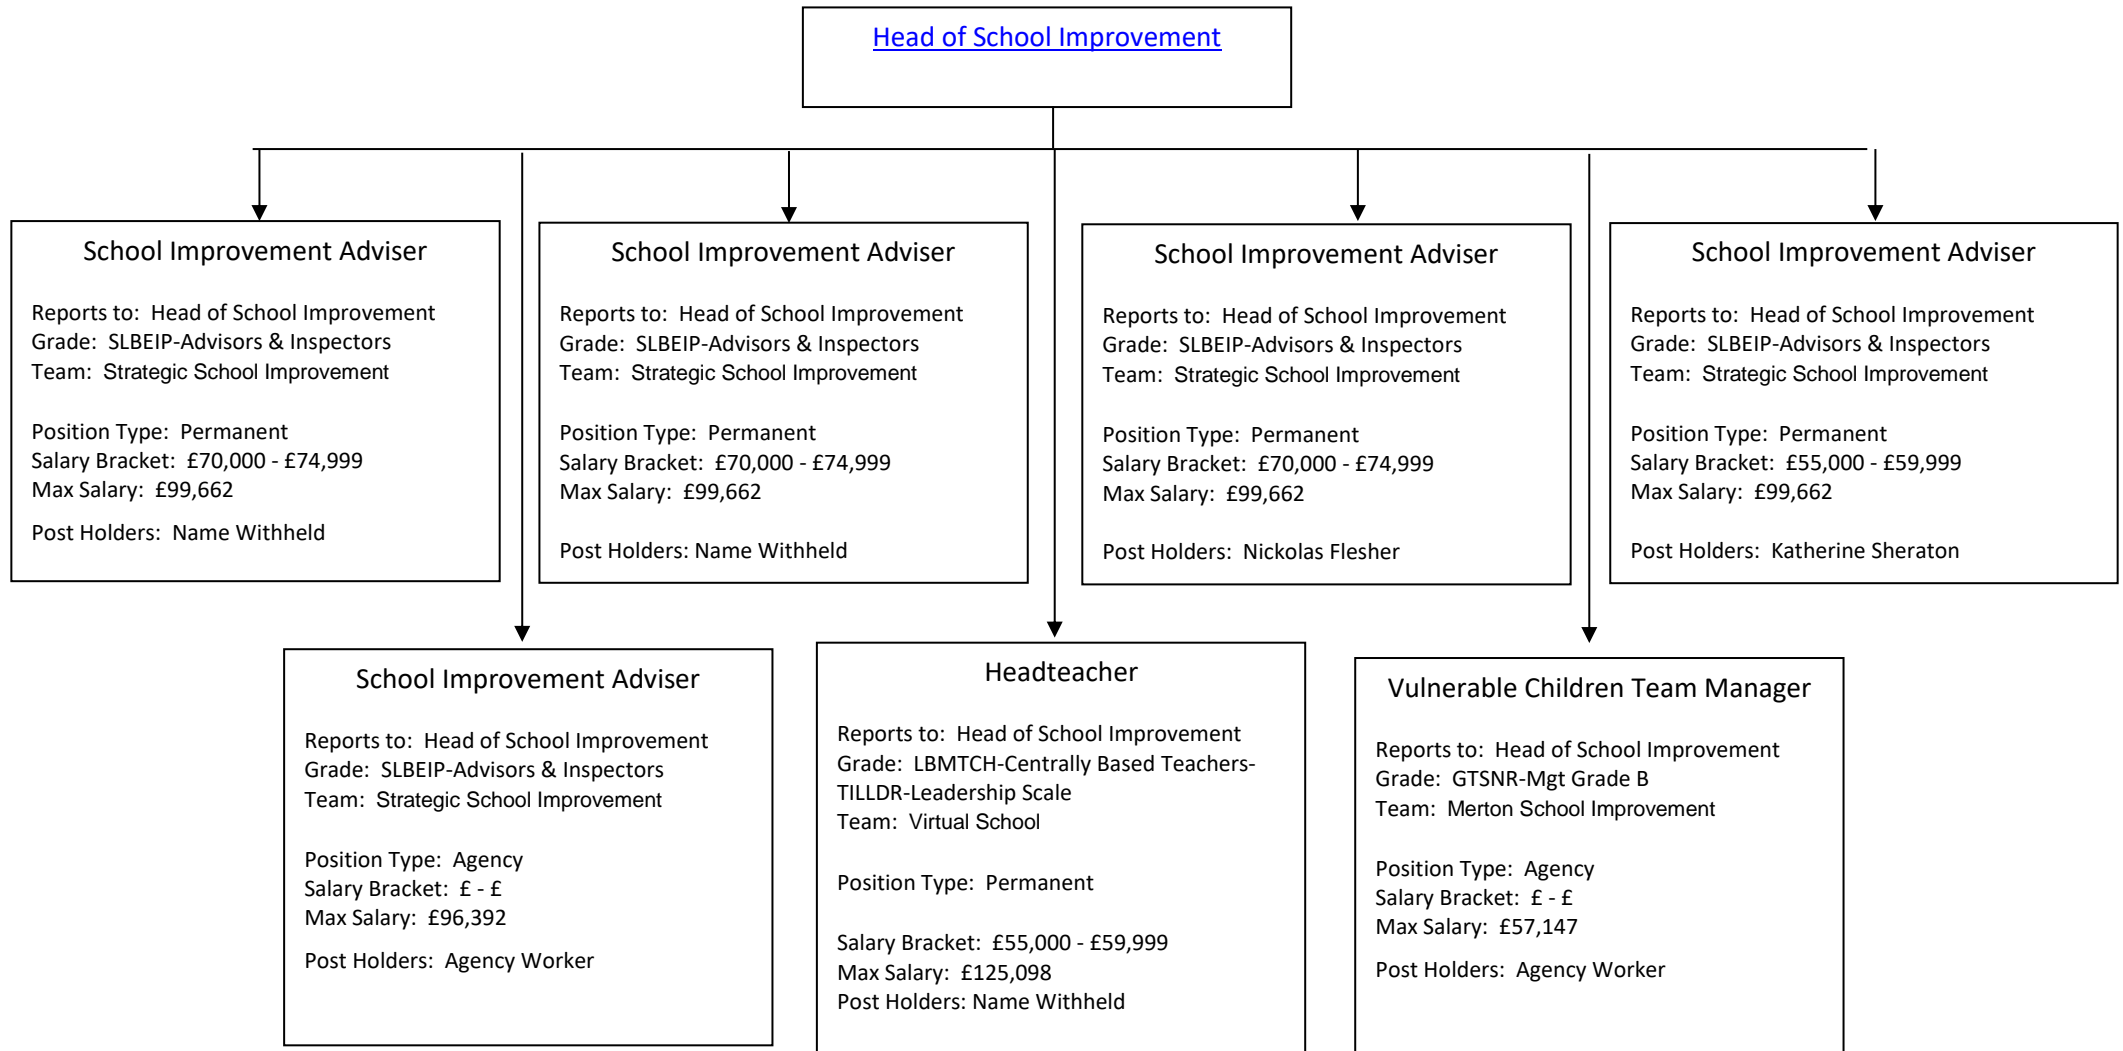 Head of School Improvement
School Improvement Adviser
Reports to: Head of School Improvement
Grade: SLBEIP-Advisors & Inspectors
Team: Strategic School Improvement
Position Type: Permanent
Salary Bracket: £70,000 - £74,999
Max Salary: £99,662
Post Holders: Name Withheld
School Improvement Adviser
Reports to: Head of School Improvement
Grade: SLBEIP-Advisors & Inspectors
Team: Strategic School Improvement
Position Type: Permanent
Salary Bracket: £70,000 - £74,999
Max Salary: £99,662
Post Holders: Name Withheld
School Improvement Adviser
Reports to: Head of School Improvement
Grade: SLBEIP-Advisors & Inspectors
Team: Strategic School Improvement
Position Type: Permanent
Salary Bracket: £70,000 - £74,999
Max Salary: £99,662
Post Holders: Nickolas Flesher
School Improvement Adviser
Reports to: Head of School Improvement
Grade: SLBEIP-Advisors & Inspectors
Team: Strategic School Improvement
Position Type: Permanent
Salary Bracket: £55,000 - £59,999
Max Salary: £99,662
Post Holders: Katherine Sheraton
School Improvement Adviser
Reports to: Head of School Improvement
Grade: SLBEIP-Advisors & Inspectors
Team: Strategic School Improvement
Position Type: Agency
Salary Bracket: £ - £
Max Salary: £96,392
Post Holders: Agency Worker
Headteacher
Reports to: Head of School Improvement
Grade: LBMTCH-Centrally Based Teachers-
TILLDR-Leadership Scale
Team: Virtual School
Position Type: Permanent
Salary Bracket: £55,000 - £59,999
Max Salary: £125,098
Post Holders: Name Withheld
Vulnerable Children Team Manager
Reports to: Head of School Improvement
Grade: GTSNR-Mgt Grade B
Team: Merton School Improvement
Position Type: Agency
Salary Bracket: £ - £
Max Salary: £57,147
Post Holders: Agency Worker